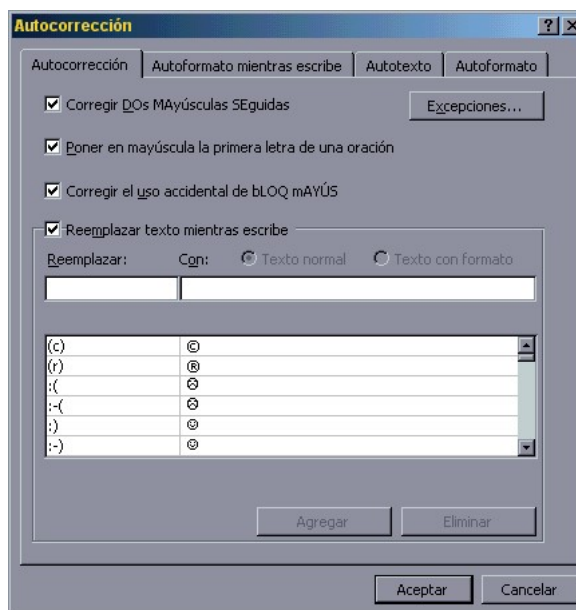 Autocorrección
Autocorrección Autoformato mientras escribe Autotexto Autoformato
Corregir DOs MAyúsculas SEguidas Excepciones...
Poner en mayúscula la primera letra de una oración
Corregir el uso accidental de bLOQ mAYÚS
Reemplazar texto mientras escribe
Reemplazar: Con: Texto normal Texto con formato
(c) ©
(r) ®
:( ☹
:-( ☹
:) ☺
:-) ☺
Agregar Eliminar
Aceptar Cancelar